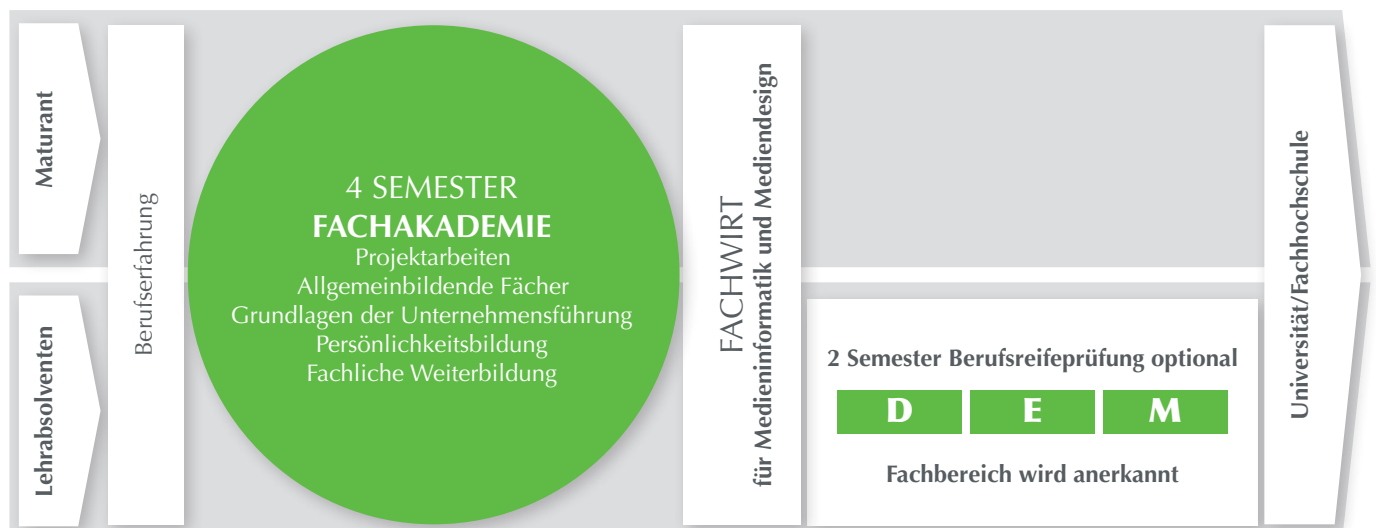 Maturant
Lehrabsolventen
Berufserfahrung
4 SEMESTER
FACHAKADEMIE
Projektarbeiten
Allgemeinbildende Fächer
Grundlagen der Unternehmensführung
Persönlichkeitsbildung
Fachliche Weiterbildung
FACHWIRT
für Medieninformatik und Mediendesign
2 Semester Berufsreifeprüfung optional
D E M
Fachbereich wird anerkannt
Universität/Fachhochschule